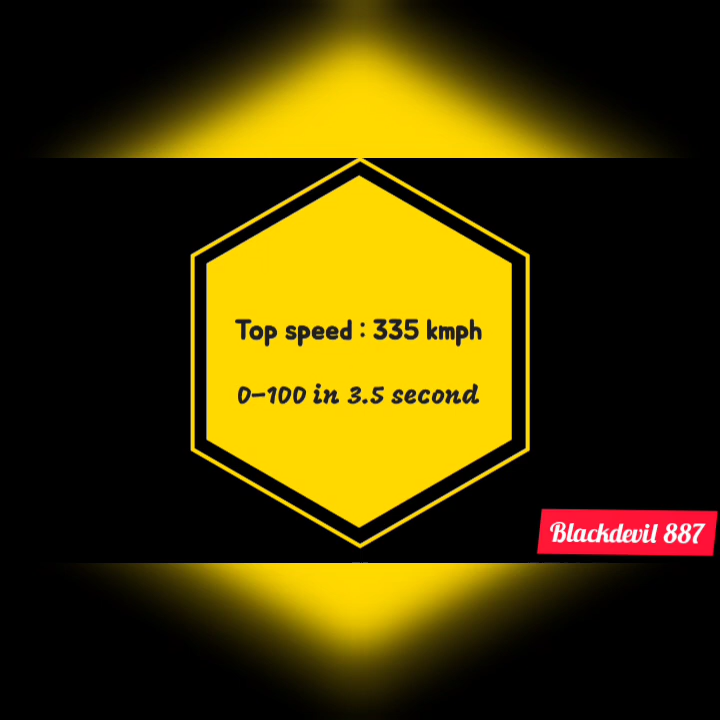 Top speed : 335 kmph
0-100 in 3.5 second
Blackdevil 887